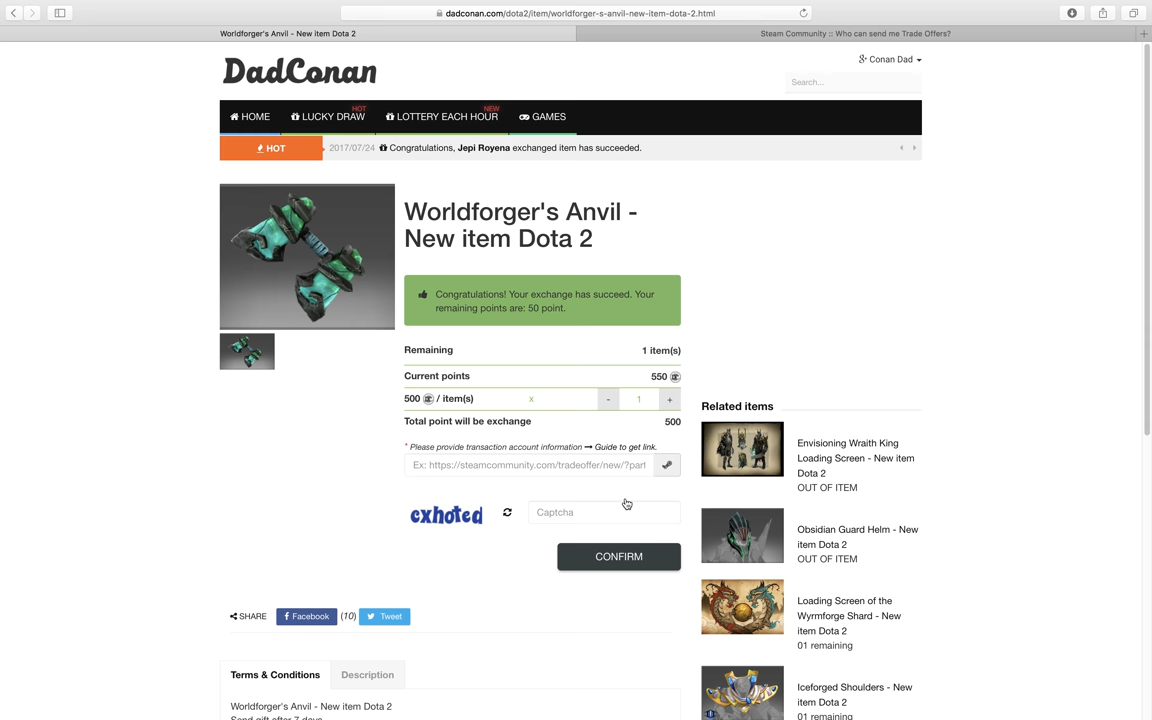 dadconan.com/dota2/item/worldforger-s-anvil-new-item-dota-2.html
Worldforger's Anvil - New item Dota 2
Steam Community :: Who can send me Trade Offers?
DadConan
Conan Dad
Search...
HOME
LUCKY DRAW
HOT
LOTTERY EACH HOUR
NEW
GAMES
HOT
2017/07/24 Congratulations, Jepi Royena exchanged item has succeeded.
Worldforger's Anvil -
New item Dota 2
Congratulations! Your exchange has succeed. Your
remaining points are: 50 point.
Remaining 1 item(s)
Current points 550
500 / item(s) x - 1 +
Total point will be exchange 500
* Please provide transaction account information Guide to get link.
Ex: https://steamcommunity.com/tradeoffer/new/?part
exhoted
Captcha
CONFIRM
SHARE Facebook (10) Tweet
Terms & Conditions
Description
Worldforger's Anvil - New item Dota 2
Send gift after 7 days
Related items
Envisioning Wraith King
Loading Screen - New item
Dota 2
OUT OF ITEM
Obsidian Guard Helm - New
item Dota 2
OUT OF ITEM
Loading Screen of the
Wyrmforge Shard - New
item Dota 2
01 remaining
Iceforged Shoulders - New
item Dota 2
01 remaining